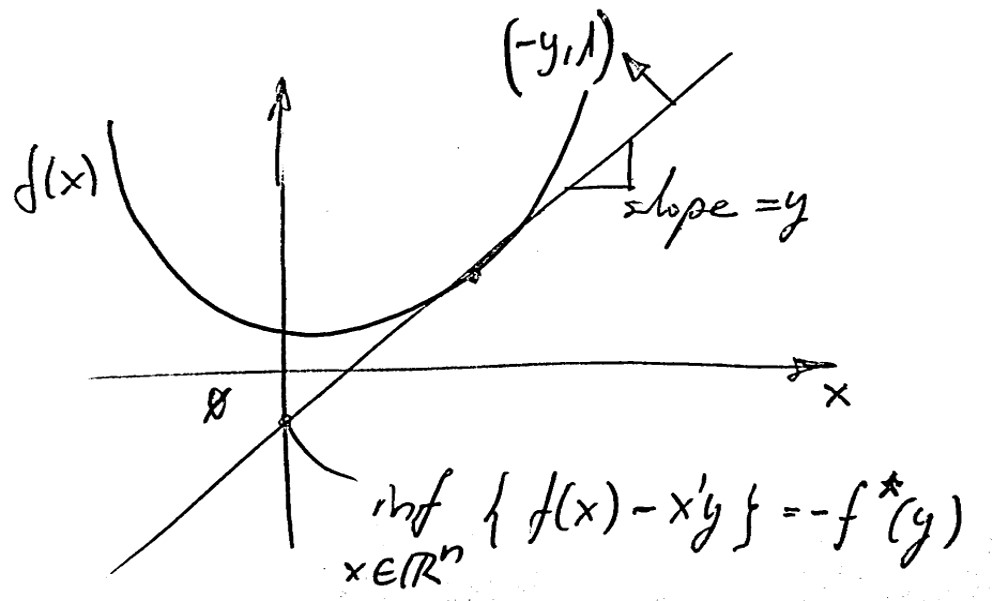 (-y,1)
f(x)
slope = y
0
x
inf { f(x) - x'y } = -f*(y)
x∈ℝⁿ